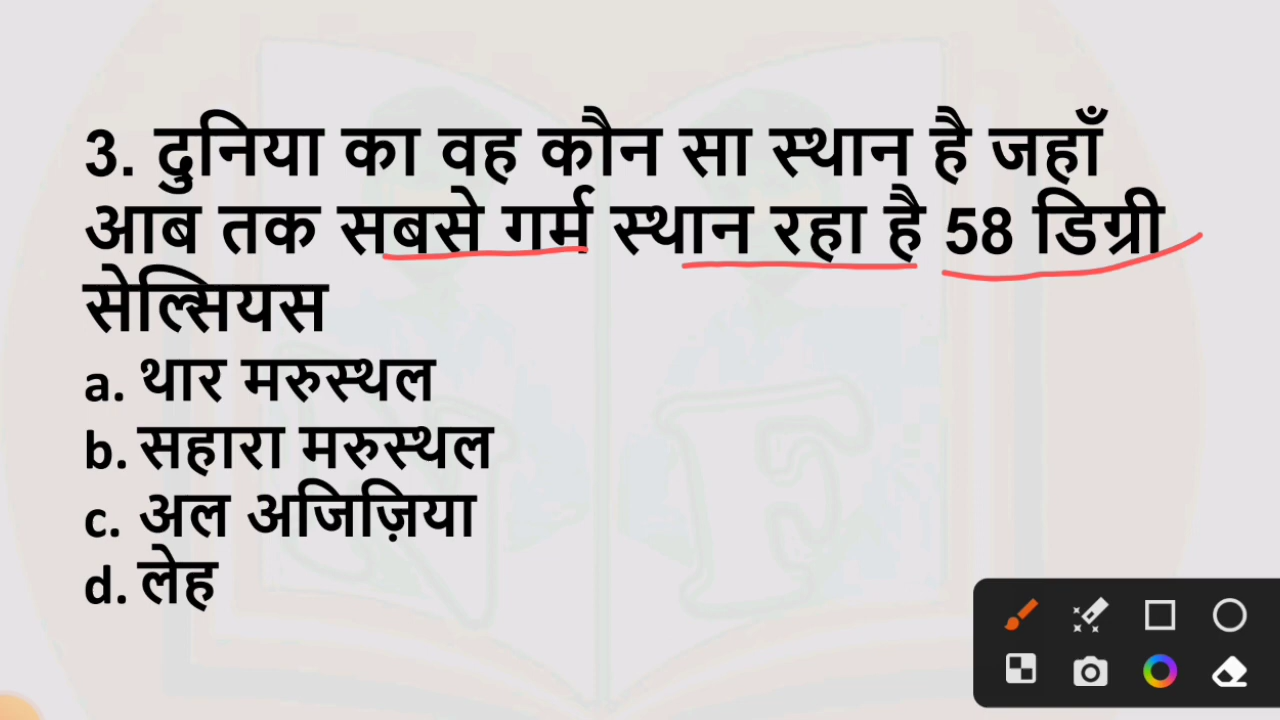 3. दुनिया का वह कौन सा स्थान है जहाँ
आब तक सबसे गर्म स्थान रहा है 58 डिग्री
सेल्सियस
a. थार मरुस्थल
b. सहारा मरुस्थल
c. अल अजिज़िया
d. लेह